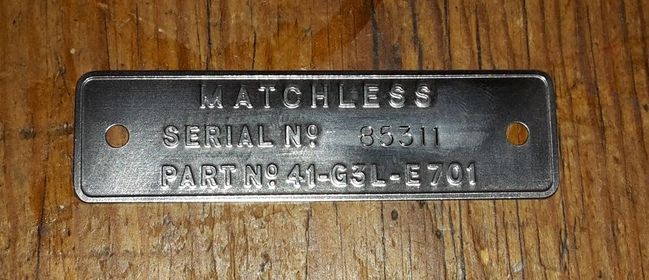 MATCHLESS
SERIAL Nº 85311
PART Nº 41-G3L-E701